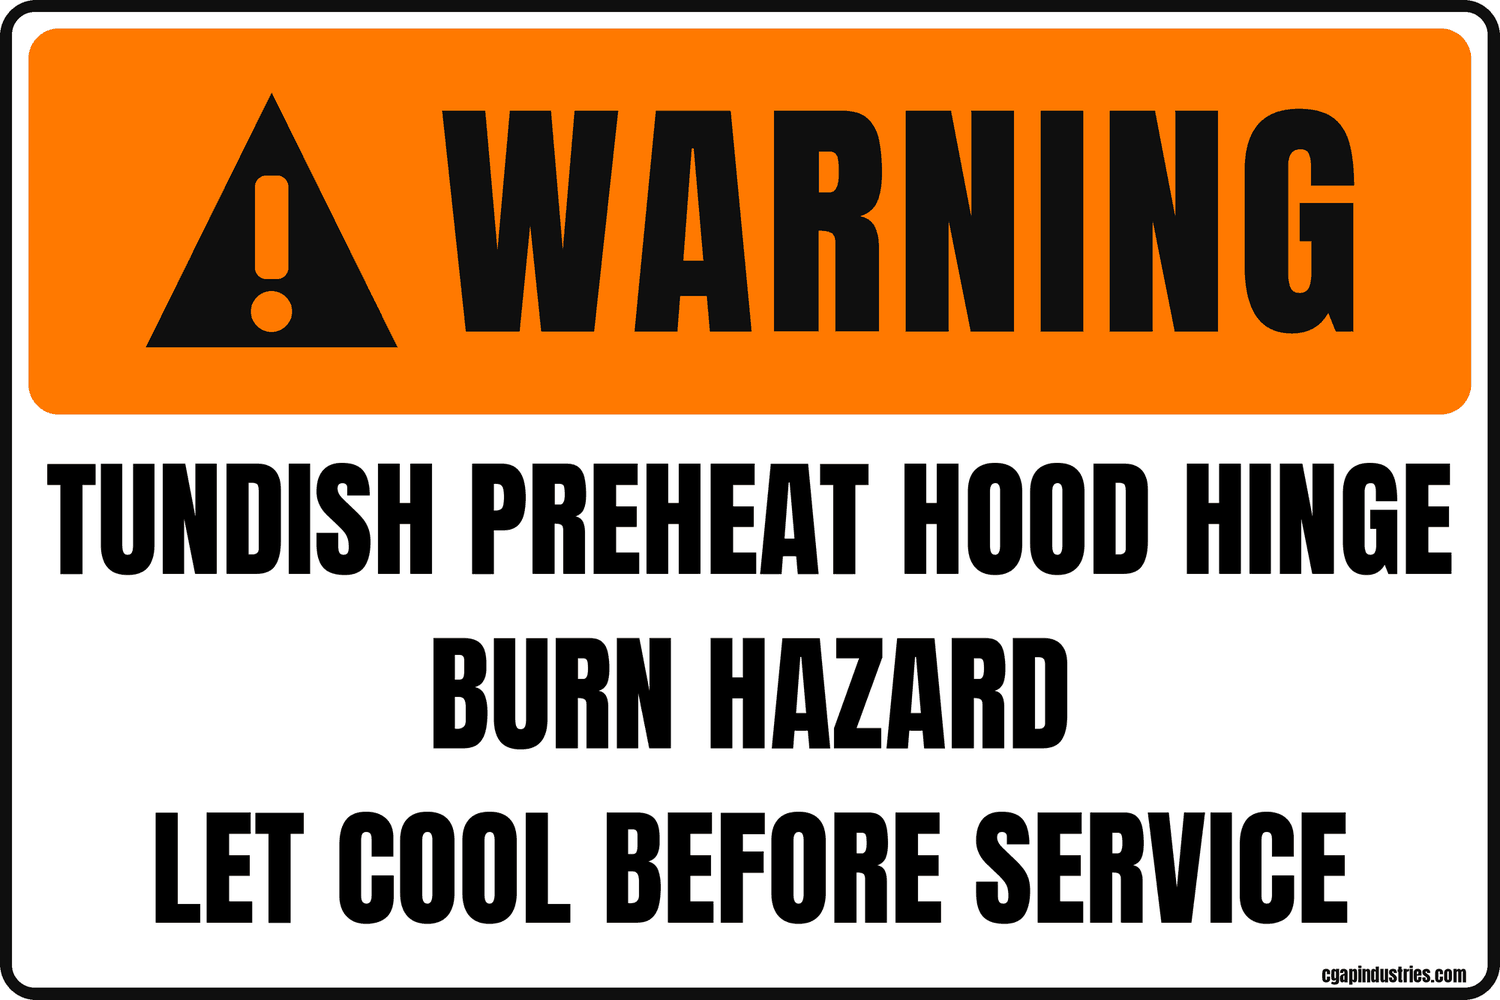 WARNING
TUNDISH PREHEAT HOOD HINGE
BURN HAZARD
LET COOL BEFORE SERVICE
cgapindustries.com